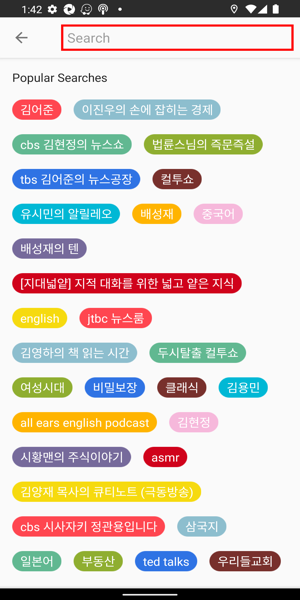 1:42
Search
Popular Searches
김어준 이진우의 손에 잡히는 경제
cbs 김현정의 뉴스쇼 법륜스님의 즉문즉설
tbs 김어준의 뉴스공장 컬투쇼
유시민의 알릴레오 배성재 중국어
배성재의 텐
[지대넓얕] 지적 대화를 위한 넓고 얕은 지식
english jtbc 뉴스룸
김영하의 책 읽는 시간 두시탈출 컬투쇼
여성시대 비밀보장 클래식 김용민
all ears english podcast 김현정
시황맨의 주식이야기 asmr
김양재 목사의 큐티노트 (극동방송)
cbs 시사자키 정관용입니다 삼국지
일본어 부동산 ted talks 우리들교회